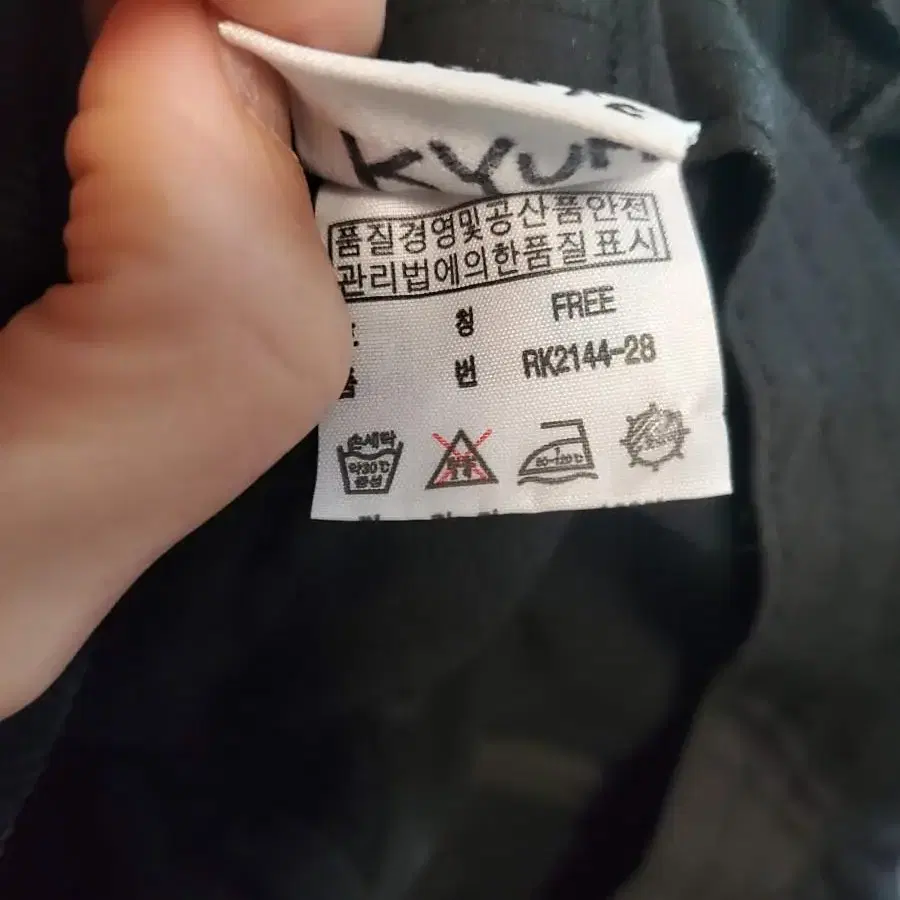 KYUM
품질경영및공산품안전
관리법에의한품질표시
칭 FREE
번 RK2144-28
손세탁
약30℃
중성
80~120℃